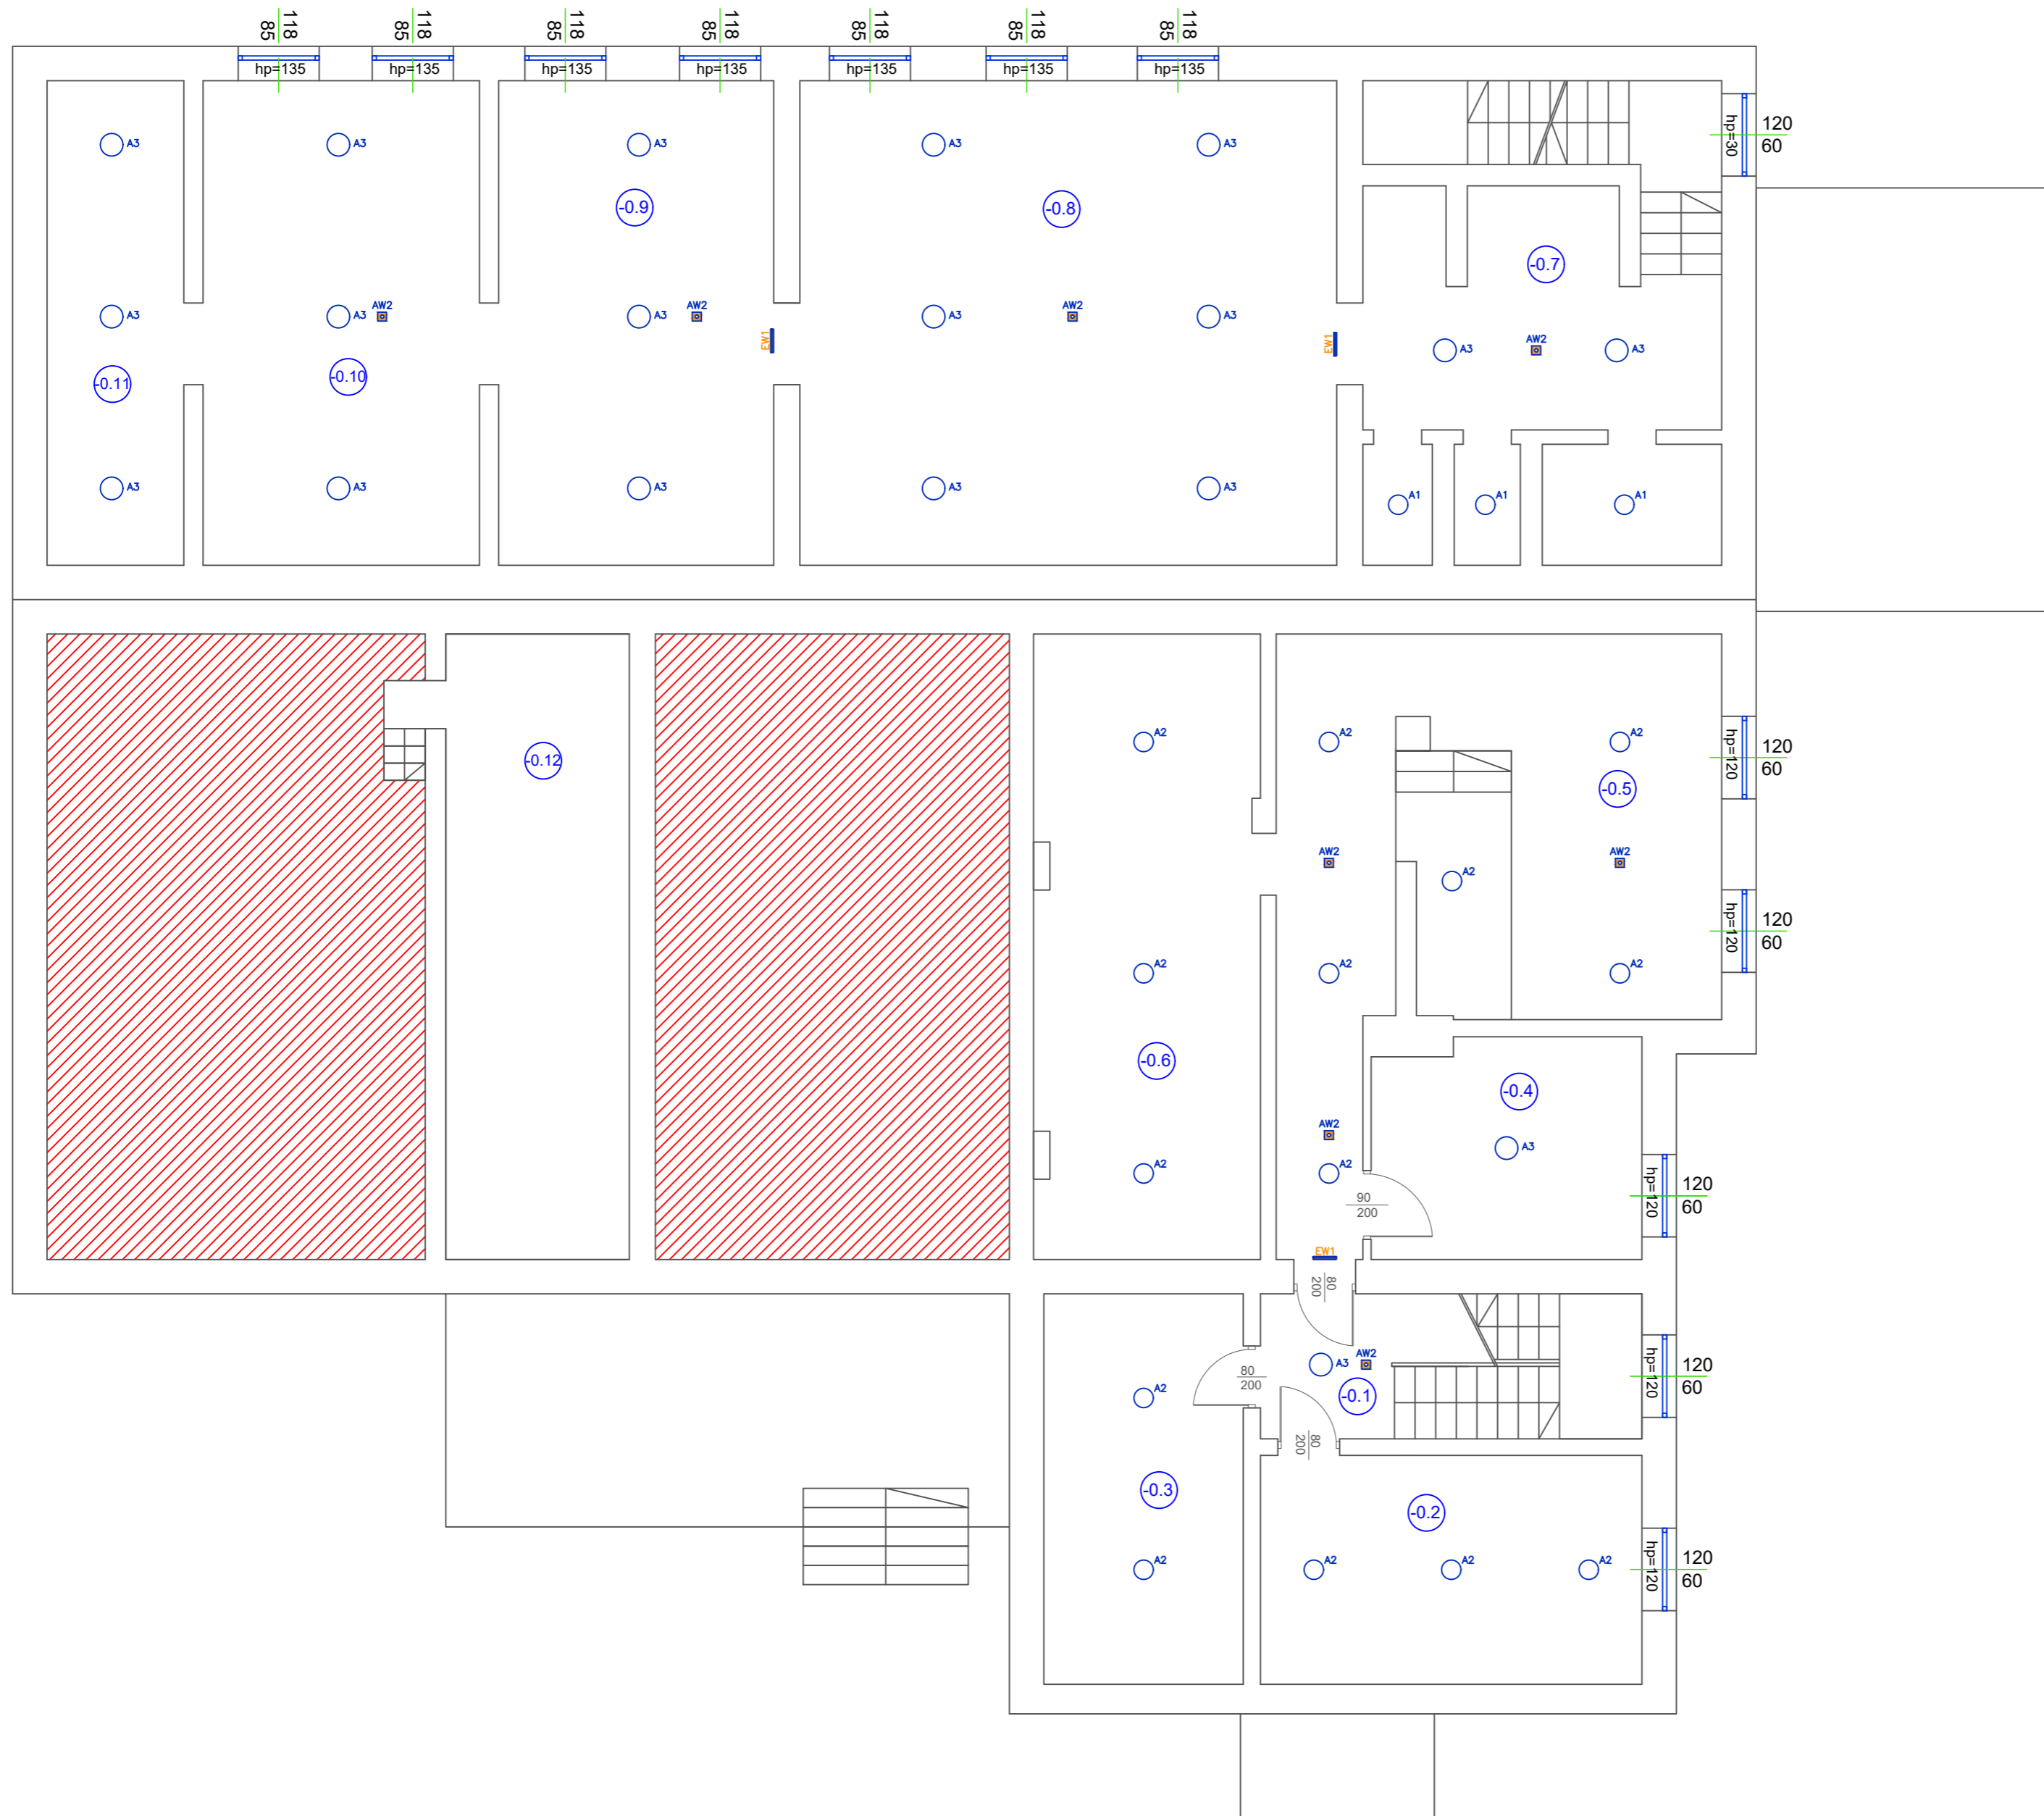 118
85
118
85
118
85
118
85
118
85
118
85
118
85
hp=135
hp=135
hp=135
hp=135
hp=135
hp=135
hp=135
hp=30
120
60
A3
A3
A3
A3
A3
-0.9
-0.8
-0.7
A3
A3
AW2
A3
AW2
A3
AW2
A3
EW1
EW1
A3
AW2
A3
-0.11
-0.10
A3
A3
A3
A3
A3
A1
A1
A1
A2
A2
A2
hp=120
120
60
-0.12
-0.5
AW2
AW2
A2
hp=120
120
60
A2
A2
A2
-0.6
-0.4
AW2
A3
A2
A2
90
200
hp=120
120
60
EW1
80
200
A3
AW2
80
200
-0.1
hp=120
120
60
A2
80
200
-0.3
-0.2
A2
A2
A2
A2
hp=120
120
60